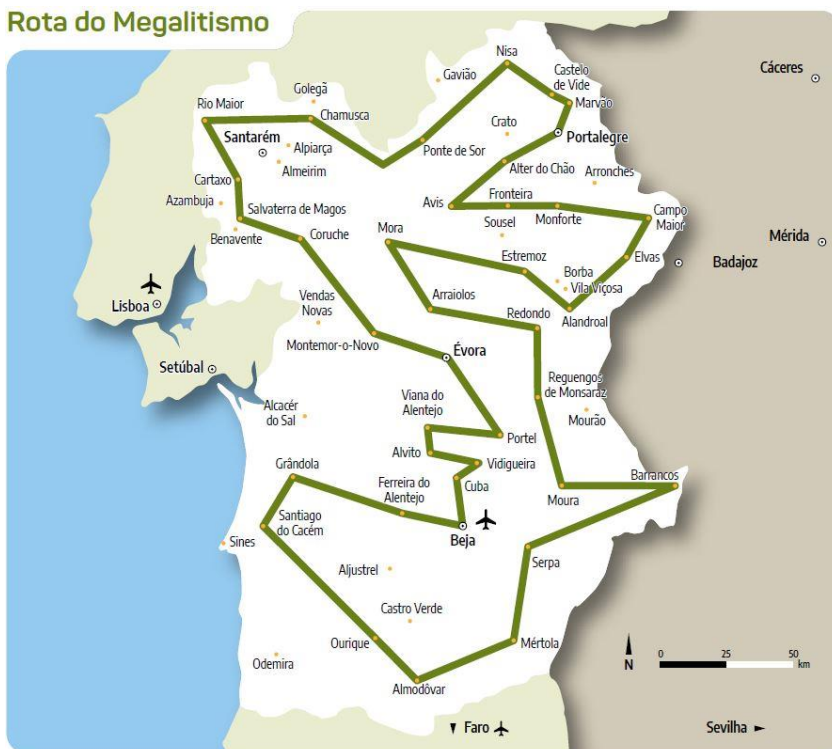 Rota do Megalitismo
Nisa
Cáceres
Gavião
Castelo
de Vide
Golegã
Marvão
Rio Maior
Chamusca
Crato
Portalegre
Santarém
Alpiarça
Ponte de Sor
Almeirim
Alter do Chão
Arronches
Cartaxo
Fronteira
Azambuja
Avis
Monforte
Campo
Maior
Salvaterra de Magos
Mora
Sousel
Benavente
Coruche
Mérida
Estremoz
Elvas
Badajoz
Borba
Vila Viçosa
Lisboa
Vendas
Novas
Arraiolos
Redondo
Alandroal
Montemor-o-Novo
Évora
Setúbal
Reguengos
de Monsaraz
Viana do
Alentejo
Alcacér
do Sal
Mourão
Portel
Alvito
Vidigueira
Grândola
Ferreira do
Alentejo
Cuba
Barrancos
Moura
Santiago
do Cacém
Sines
Beja
Serpa
Aljustrel
Castro Verde
Ourique
Mértola
Odemira
N
0 25 50
km
Almodôvar
Faro
Sevilha